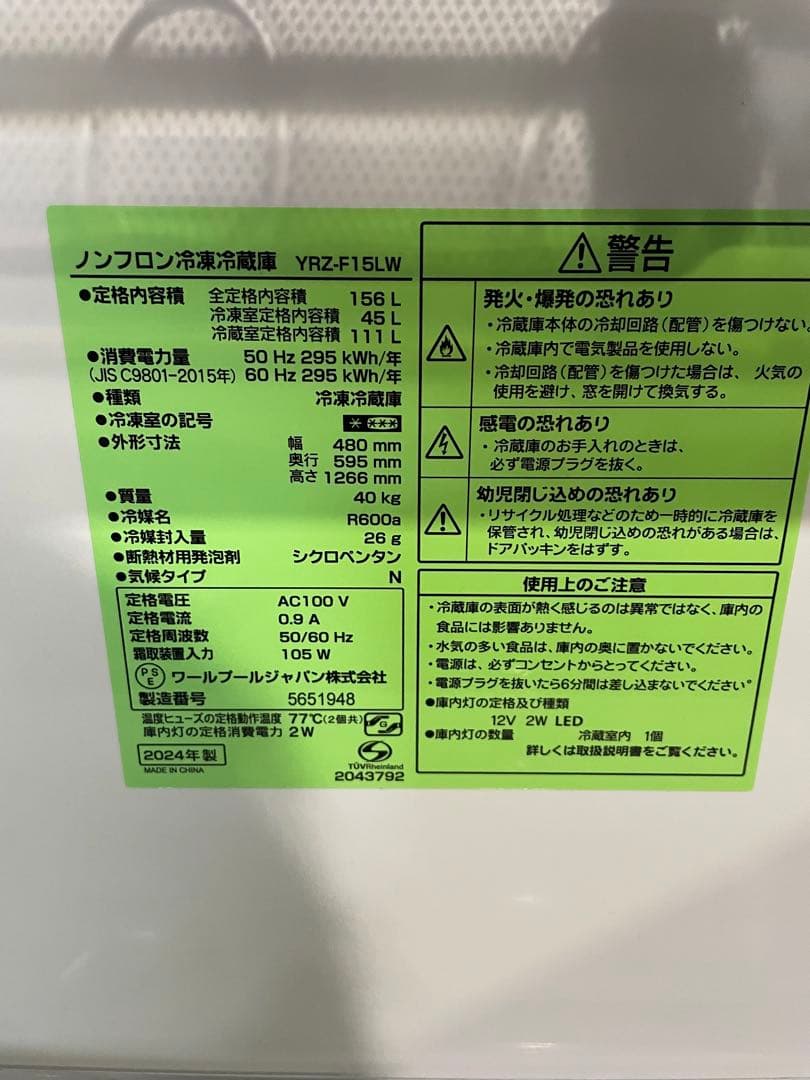 ノンフロン冷凍冷蔵庫 YRZ-F15LW
●定格内容積 全定格内容積 156 L
冷凍室定格内容積 45 L
冷蔵室定格内容積 111 L
●消費電力量 50 Hz 295 kWh/年
(JIS C9801-2015年) 60 Hz 295 kWh/年
●種類 冷凍冷蔵庫
●冷凍室の記号
●外形寸法 幅 480 mm
奥行 595 mm
高さ 1266 mm
●質量 40 kg
●冷媒名 R600a
●冷媒封入量 26 g
●断熱材用発泡剤 シクロペンタン
●気候タイプ N
定格電圧 AC100 V
定格電流 0.9 A
定格周波数 50/60 Hz
霜取装置入力 105 W
PSE ワールプールジャパン株式会社
製造番号 5651948
温度ヒューズの定格動作温度 77℃(2個共)
G
庫内灯の定格消費電力 2W
2024年製
MADE IN CHINA
TÜVRheinland
2043792
警告
発火・爆発の恐れあり
・冷蔵庫本体の冷却回路(配管)を傷つけない。
・冷蔵庫内で電気製品を使用しない。
・冷却回路(配管)を傷つけた場合は、火気の
使用を避け、窓を開けて換気する。
感電の恐れあり
・冷蔵庫のお手入れのときは、
必ず電源プラグを抜く。
幼児閉じ込めの恐れあり
・リサイクル処理などのため一時的に冷蔵庫を
保管され、幼児閉じ込めの恐れがある場合は、
ドアパッキンをはずす。
使用上のご注意
・冷蔵庫の表面が熱く感じるのは異常ではなく、庫内の
食品には影響ありません。
・水気の多い食品は、庫内の奥に置かないでください。
・電源は、必ずコンセントからとってください。
・電源プラグを抜いたら6分間は差し込まないでください。
●庫内灯の定格及び種類
12V 2W LED
●庫内灯の数量 冷蔵室内 1個
詳しくは取扱説明書をご覧ください。